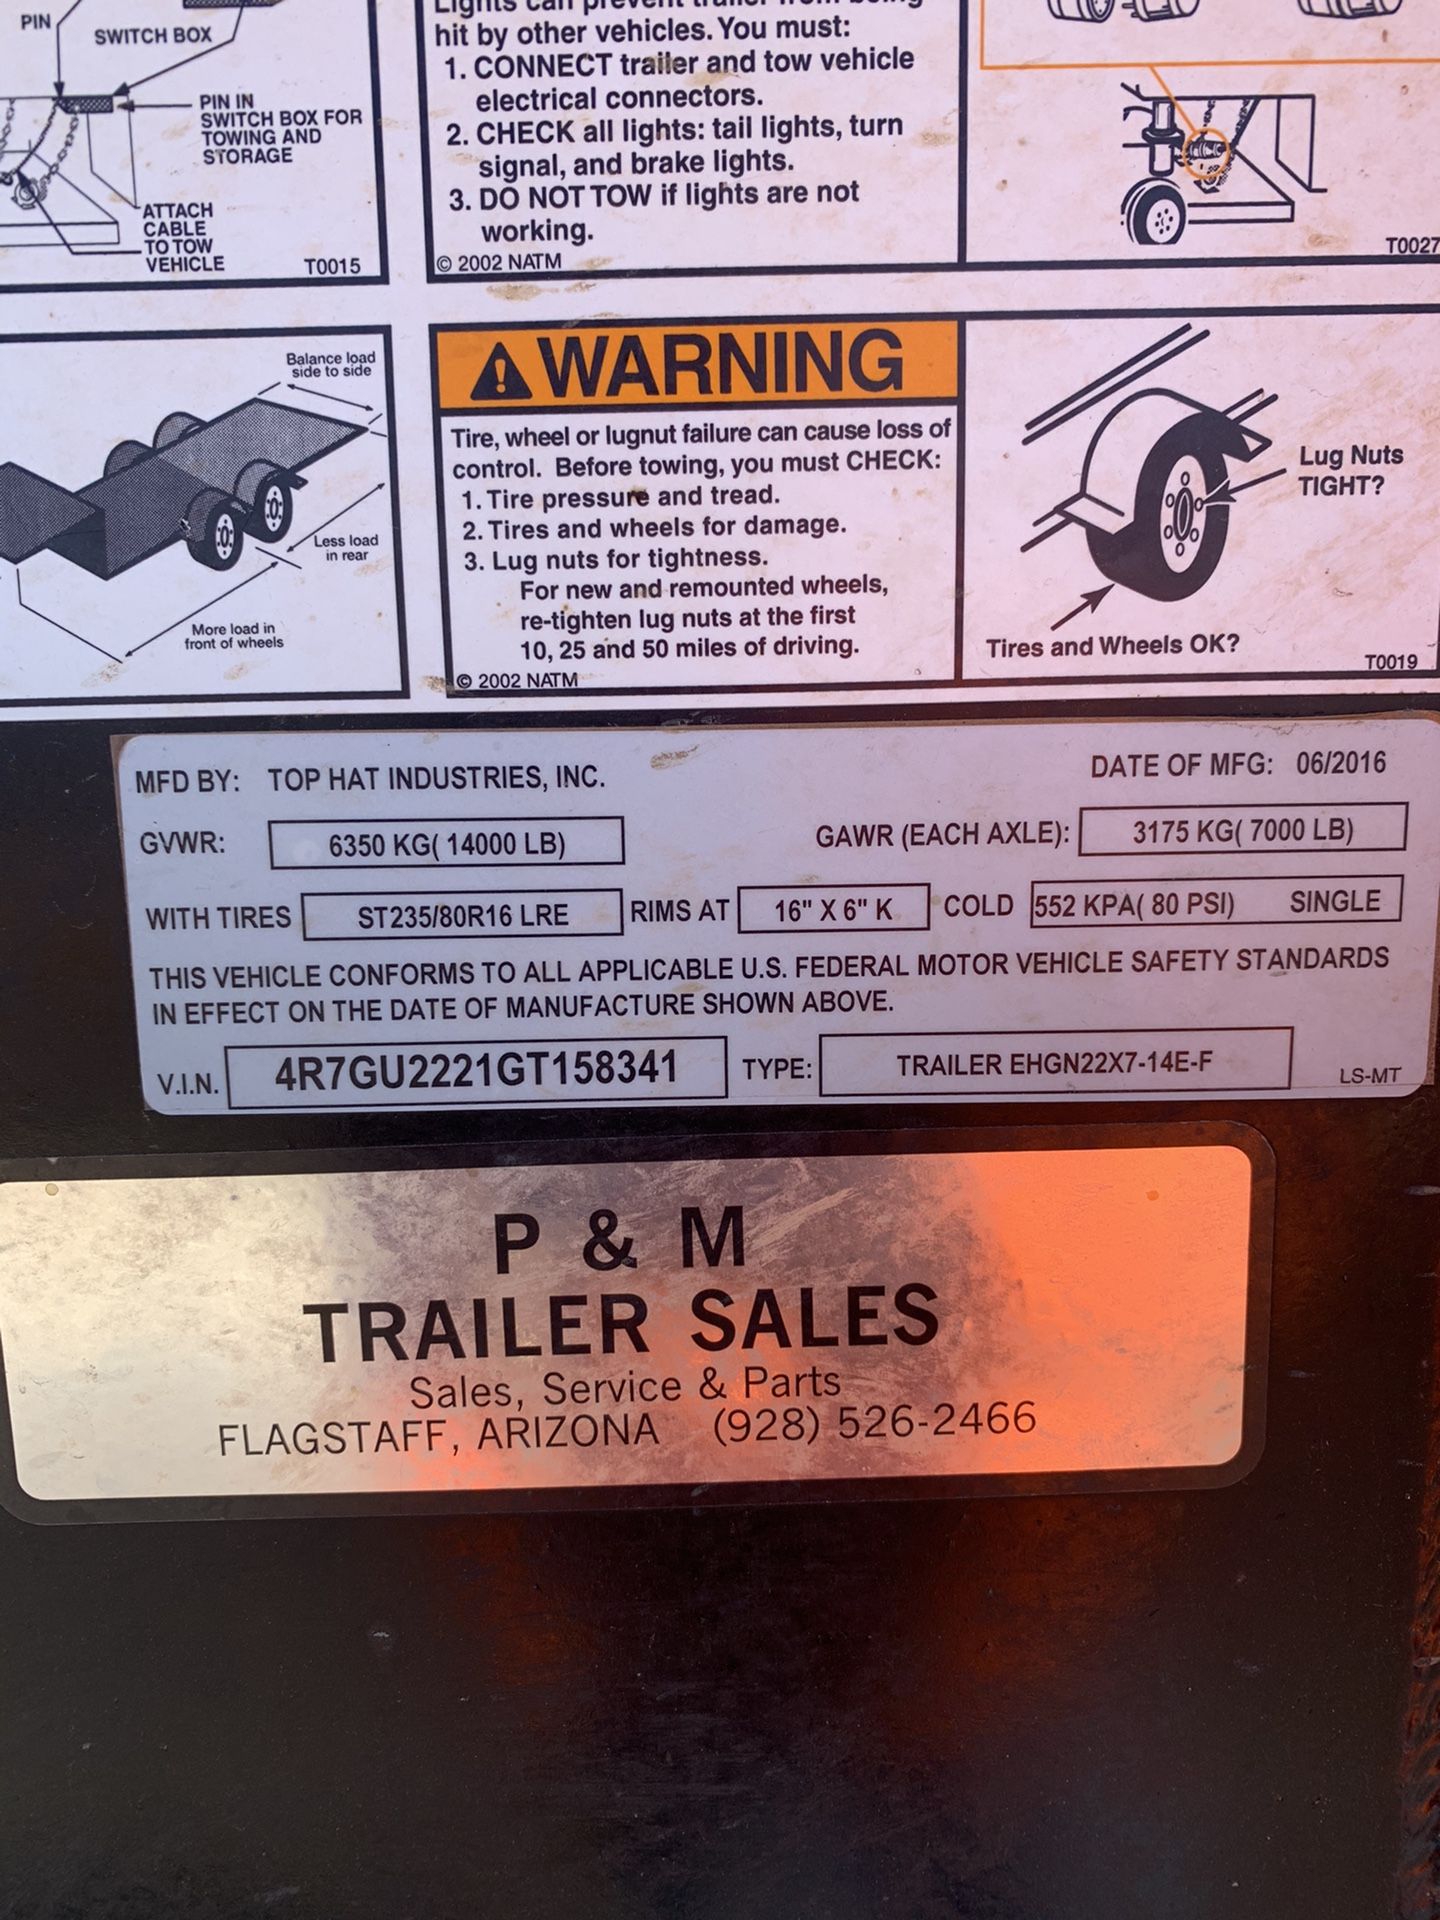 PIN
SWITCH BOX
PIN IN
SWITCH BOX FOR
TOWING AND
STORAGE
ATTACH
CABLE
TO TOW
VEHICLE
T0015
Lights can prevent trailer from being
hit by other vehicles. You must:
1. CONNECT trailer and tow vehicle
electrical connectors.
2. CHECK all lights: tail lights, turn
signal, and brake lights.
3. DO NOT TOW if lights are not
working.
© 2002 NATM
T0027
Balance load
side to side
Less load
in rear
More load in
front of wheels
WARNING
Tire, wheel or lugnut failure can cause loss of
control. Before towing, you must CHECK:
1. Tire pressure and tread.
2. Tires and wheels for damage.
3. Lug nuts for tightness.
For new and remounted wheels,
re-tighten lug nuts at the first
10, 25 and 50 miles of driving.
© 2002 NATM
Lug Nuts
TIGHT?
Tires and Wheels OK?
T0019
MFD BY: TOP HAT INDUSTRIES, INC. DATE OF MFG: 06/2016
GVWR: 6350 KG( 14000 LB) GAWR (EACH AXLE): 3175 KG( 7000 LB)
WITH TIRES ST235/80R16 LRE RIMS AT 16" X 6" K COLD 552 KPA( 80 PSI) SINGLE
THIS VEHICLE CONFORMS TO ALL APPLICABLE U.S. FEDERAL MOTOR VEHICLE SAFETY STANDARDS
IN EFFECT ON THE DATE OF MANUFACTURE SHOWN ABOVE.
V.I.N. 4R7GU2221GT158341 TYPE: TRAILER EHGN22X7-14E-F LS-MT
P & M
TRAILER SALES
Sales, Service & Parts
FLAGSTAFF, ARIZONA (928) 526-2466